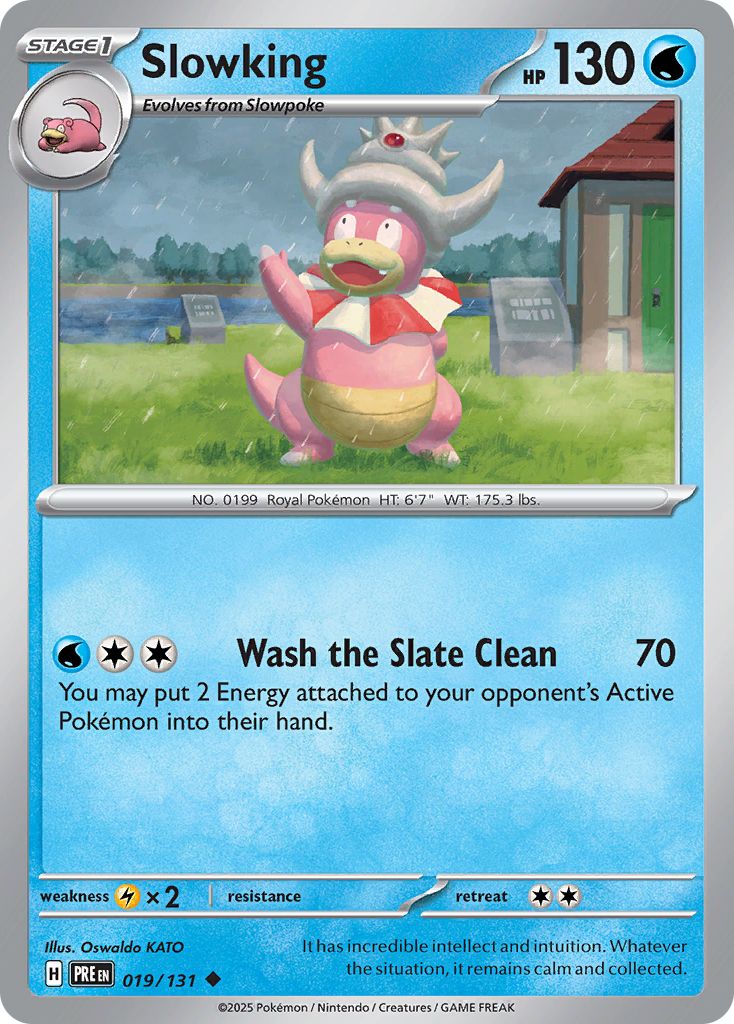 STAGE1
Slowking
HP 130
Evolves from Slowpoke
NO. 0199 Royal Pokémon HT: 6'7" WT: 175.3 lbs.
Wash the Slate Clean 70
You may put 2 Energy attached to your opponent's Active
Pokémon into their hand.
weakness ×2 resistance retreat
Illus. Oswaldo KATO
It has incredible intellect and intuition. Whatever
the situation, it remains calm and collected.
H PRE EN 019/131
©2025 Pokémon / Nintendo / Creatures / GAME FREAK